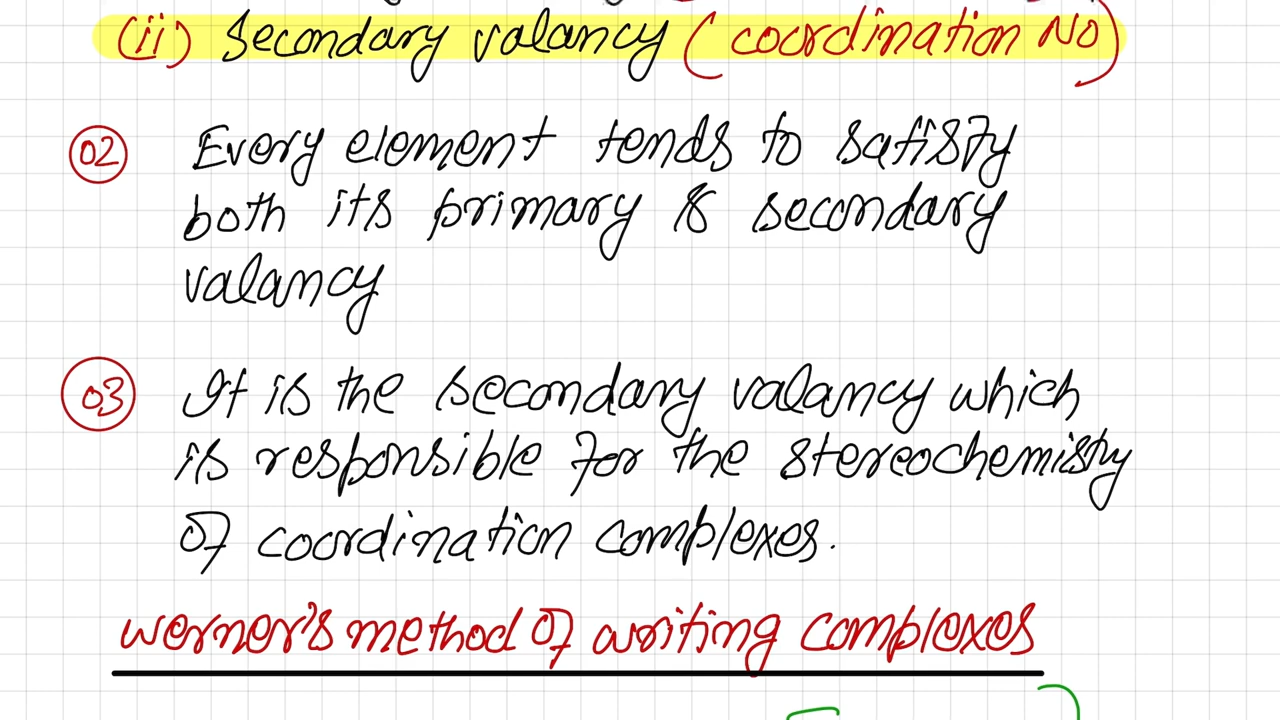 (ii) Secondary valancy (coordination No)
02 Every element tends to satisfy
both its primary & secondary
valancy
03 It is the secondary valancy which
is responsible for the stereochemistry
of coordination complexes.
Werner's method of writing complexes